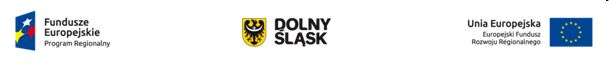 Fundusze
Europejskie
Program Regionalny
DOLNY
ŚLĄSK
Unia Europejska
Europejski Fundusz
Rozwoju Regionalnego